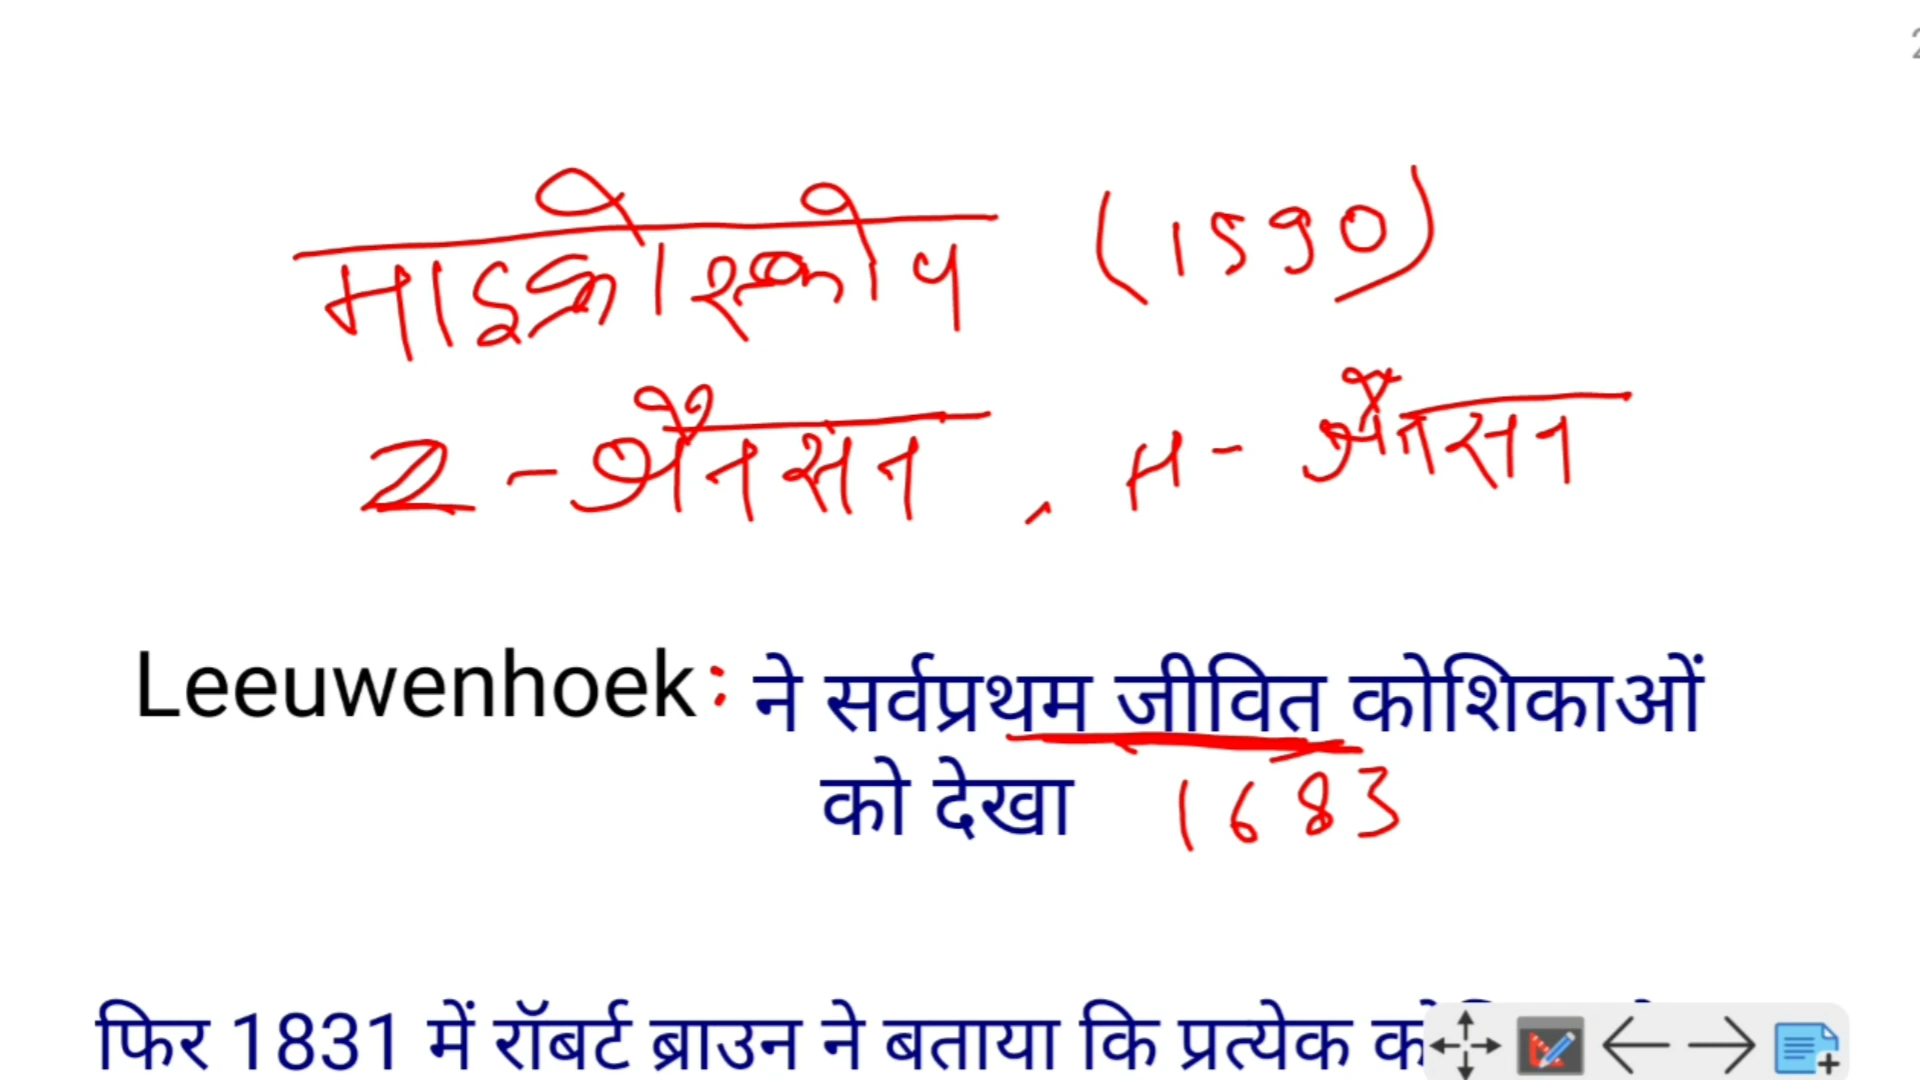 माइक्रोस्कोप (1590)
Z - जैनसन, H - जैनसन
Leeuwenhoek: ने सर्वप्रथम जीवित कोशिकाओं
को देखा 1683
फिर 1831 में रॉबर्ट ब्राउन ने बताया कि प्रत्येक